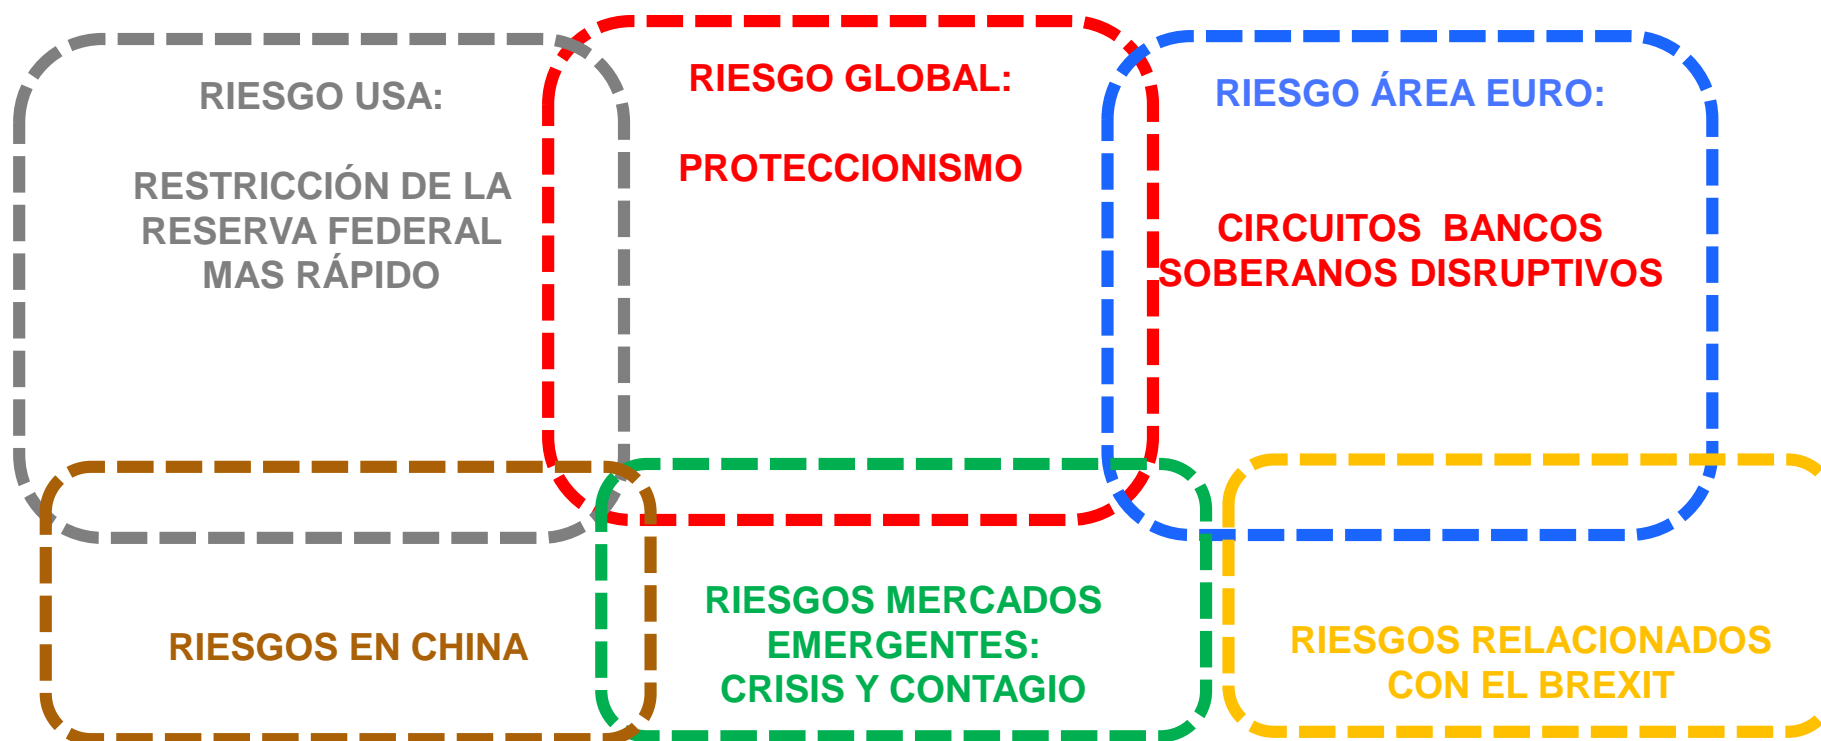 RIESGO USA:
RESTRICCIÓN DE LA
RESERVA FEDERAL
MAS RÁPIDO
RIESGO GLOBAL:
PROTECCIONISMO
RIESGO ÁREA EURO:
CIRCUITOS BANCOS
SOBERANOS DISRUPTIVOS
RIESGOS EN CHINA
RIESGOS MERCADOS
EMERGENTES:
CRISIS Y CONTAGIO
RIESGOS RELACIONADOS
CON EL BREXIT